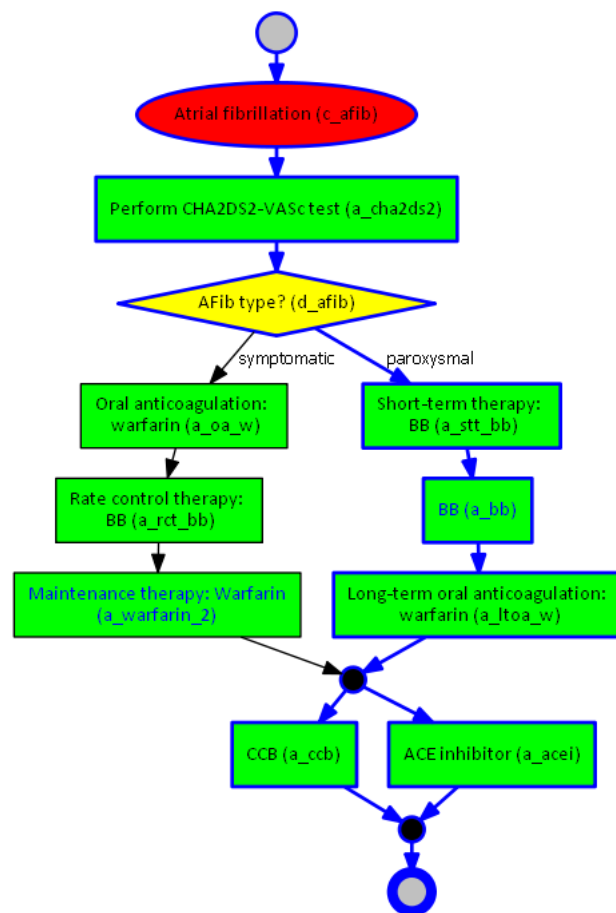 Atrial fibrillation (c_afib)
Perform CHA2DS2-VASc test (a_cha2ds2)
AFib type? (d_afib)
symptomatic
paroxysmal
Oral anticoagulation:
warfarin (a_oa_w)
Short-term therapy:
BB (a_stt_bb)
Rate control therapy:
BB (a_rct_bb)
BB (a_bb)
Maintenance therapy: Warfarin
(a_warfarin_2)
Long-term oral anticoagulation:
warfarin (a_ltoa_w)
CCB (a_ccb)
ACE inhibitor (a_acei)